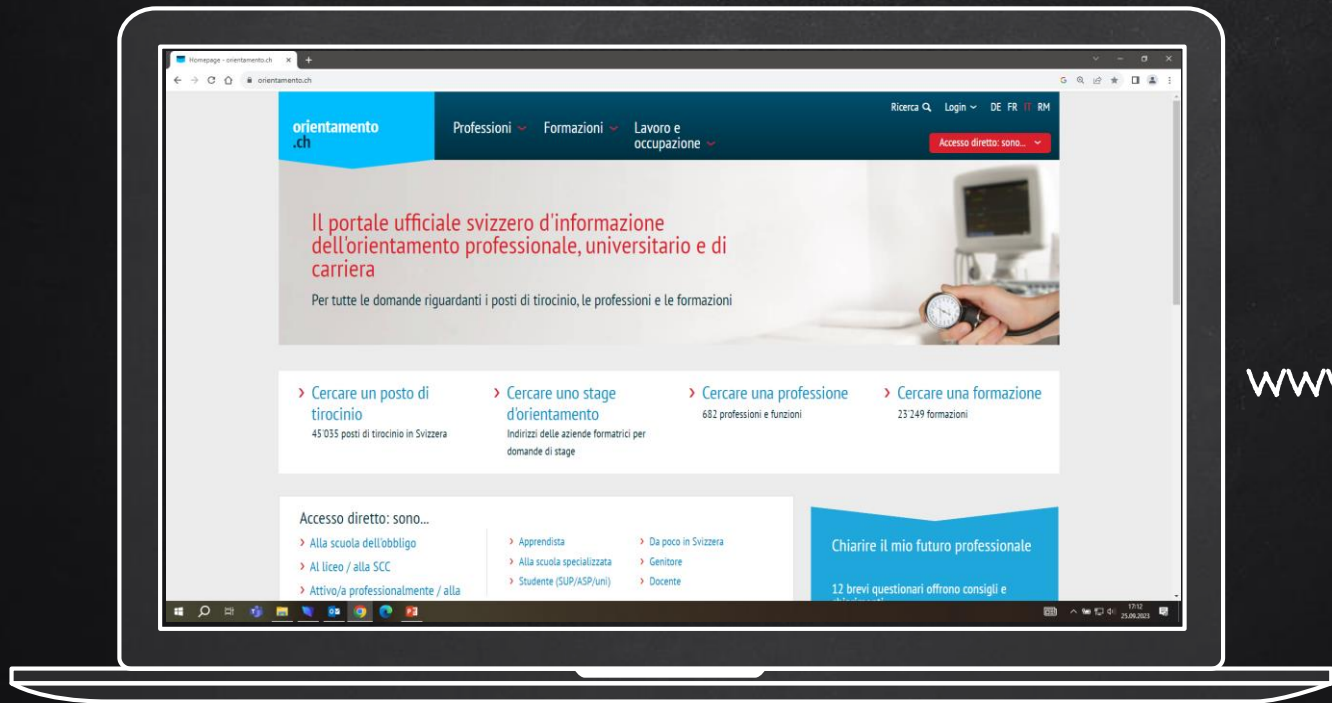 Homepage - orientamento.ch
orientamento.ch
orientamento
.ch
Professioni
Formazioni
Lavoro e
occupazione
Ricerca
Login
DE FR IT RM
Accesso diretto: sono...
Il portale ufficiale svizzero d'informazione
dell'orientamento professionale, universitario e di
carriera
Per tutte le domande riguardanti i posti di tirocinio, le professioni e le formazioni
Cercare un posto di
tirocinio
45'035 posti di tirocinio in Svizzera
Cercare uno stage
d'orientamento
Indirizzi delle aziende formatrici per
domande di stage
Cercare una professione
682 professioni e funzioni
Cercare una formazione
23'249 formazioni
Accesso diretto: sono...
Alla scuola dell'obbligo
Al liceo / alla SCC
Attivo/a professionalmente / alla
Apprendista
Alla scuola specializzata
Studente (SUP/ASP/uni)
Da poco in Svizzera
Genitore
Docente
Chiarire il mio futuro professionale
12 brevi questionari offrono consigli e
17:12
25.09.2023